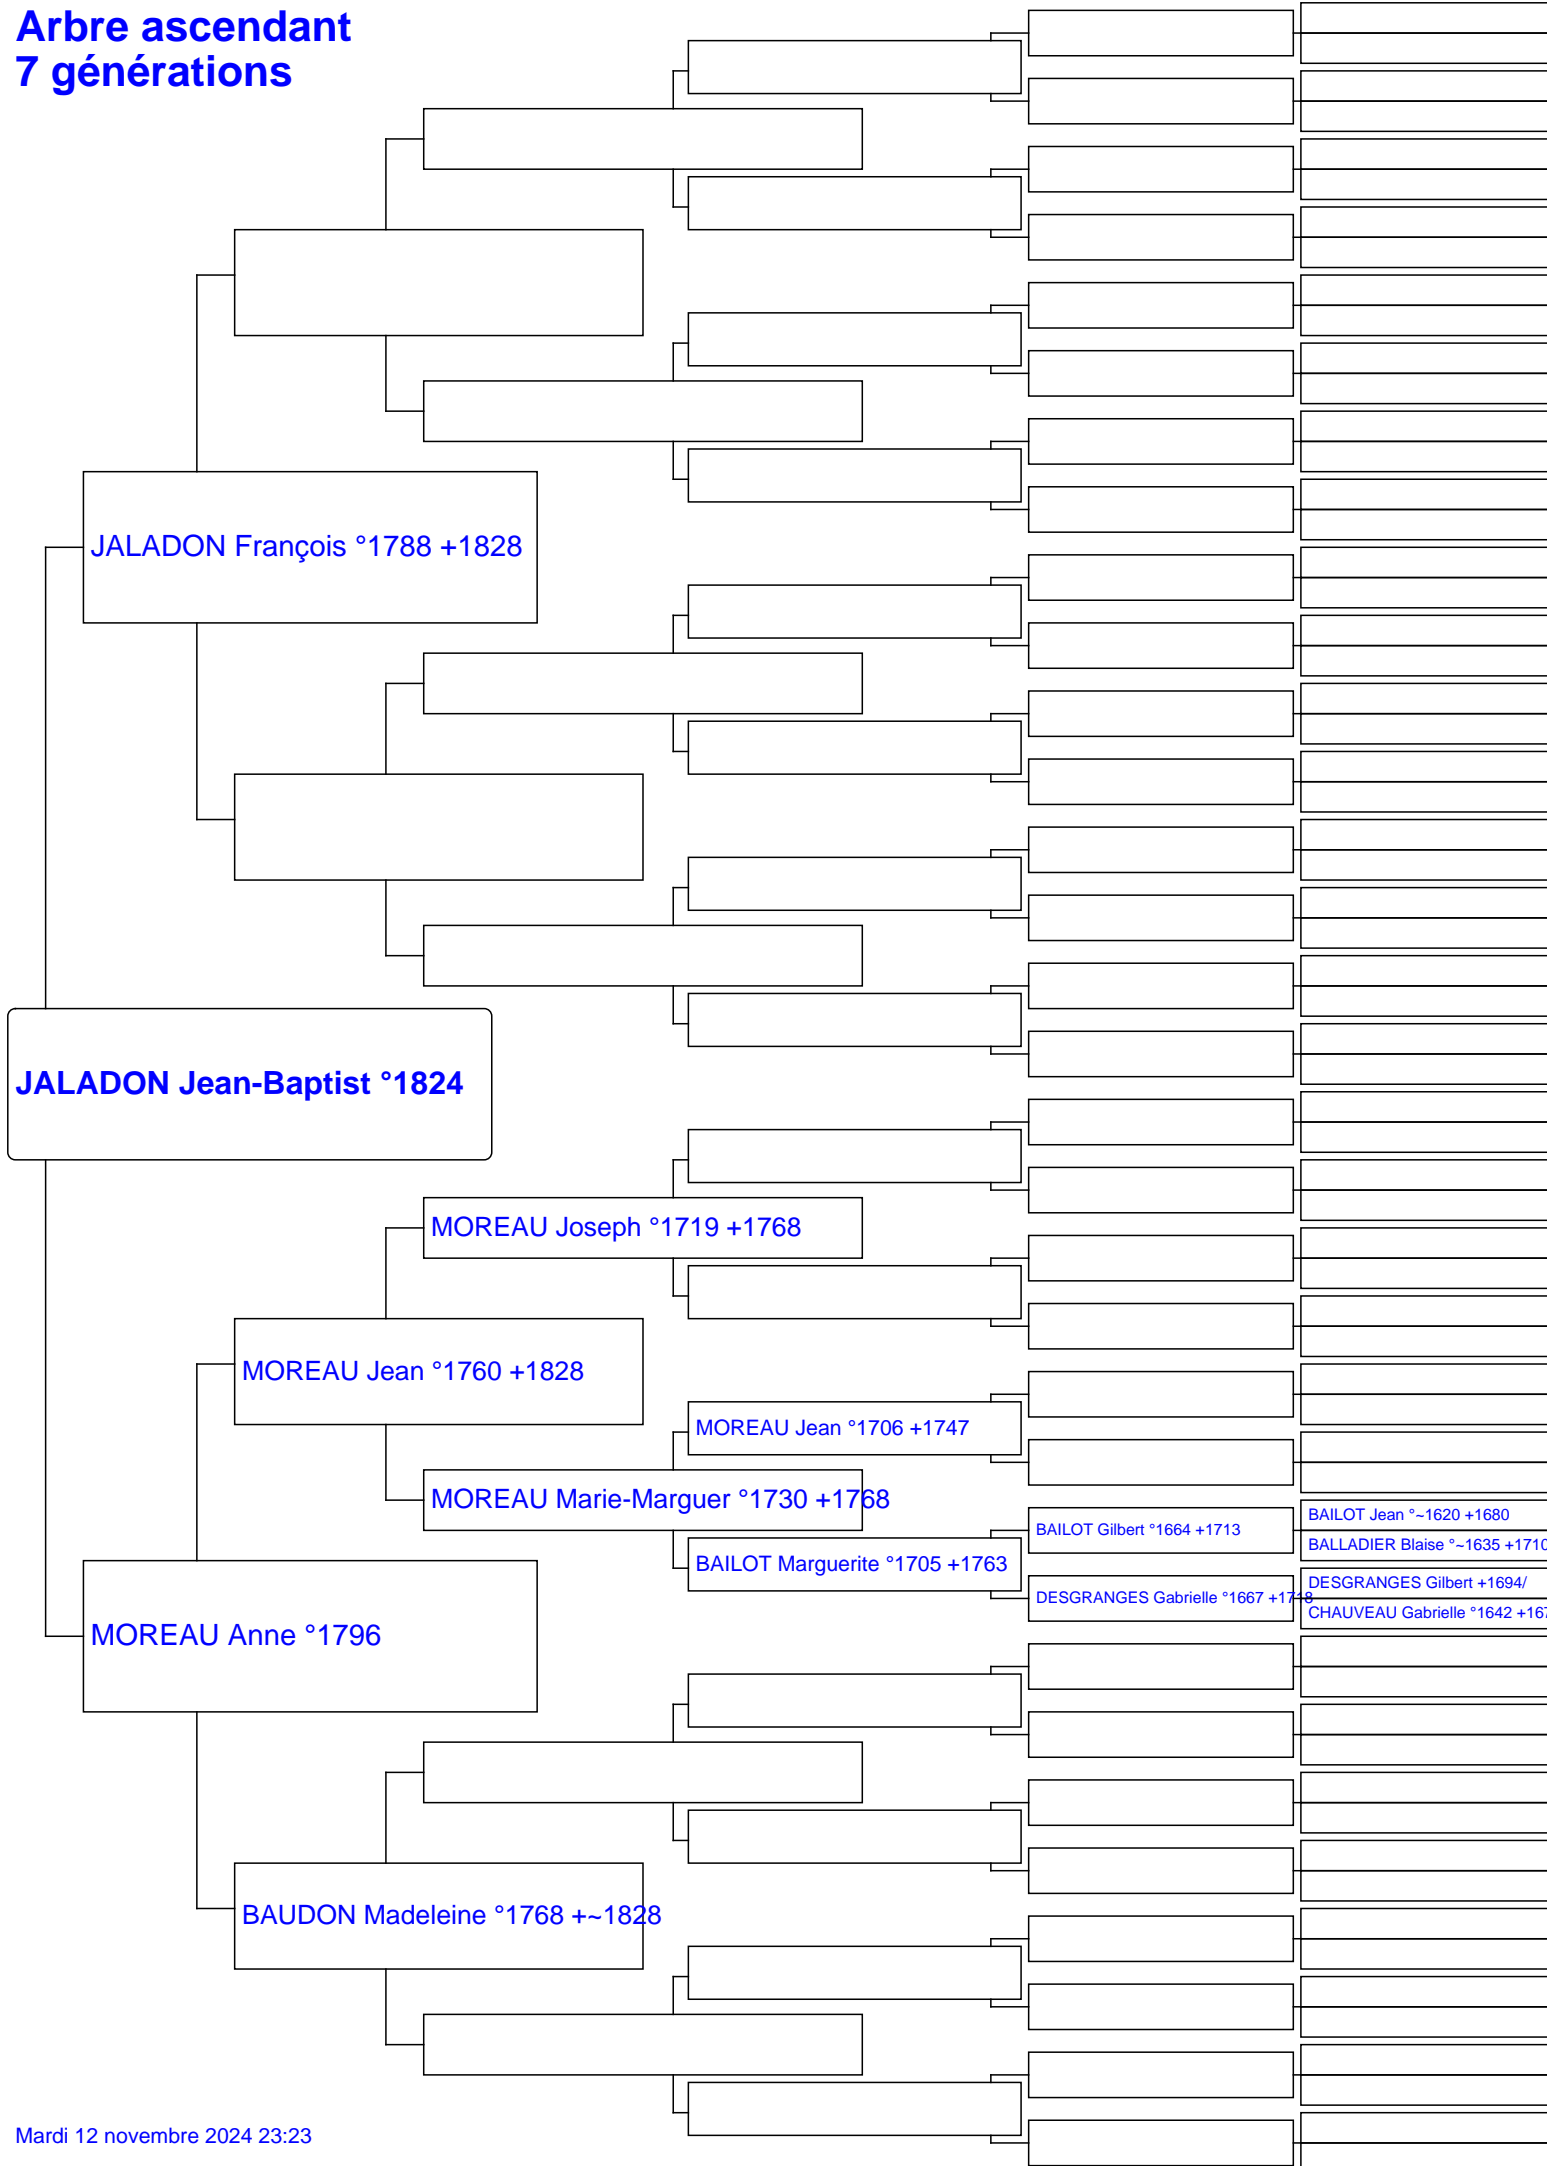 Arbre ascendant
7 générations
JALADON François °1788 +1828
JALADON Jean-Baptist °1824
MOREAU Joseph °1719 +1768
MOREAU Jean °1760 +1828
MOREAU Jean °1706 +1747
MOREAU Marie-Marguer °1730 +1768
BAILOT Jean °~1620 +1680
BAILOT Gilbert °1664 +1713
BALLADIER Blaise °~1635 +1710
BAILOT Marguerite °1705 +1763
DESGRANGES Gilbert +1694/
DESGRANGES Gabrielle °1667 +1718
CHAUVEAU Gabrielle °1642
MOREAU Anne °1796
BAUDON Madeleine °1768 +~1828
Mardi 12 novembre 2024 23:23